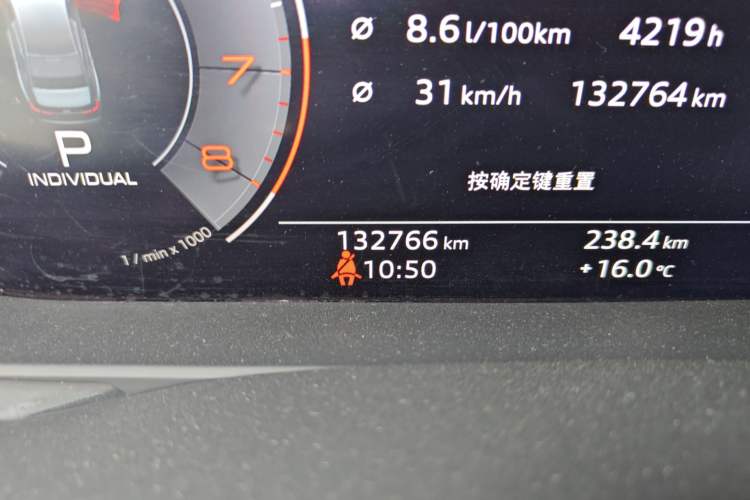 Ø 8.6 l/100km 4219 h
7
Ø 31 km/h 132764 km
P
8
INDIVIDUAL
按确定键重置
1 / min x 1000
132766 km 238.4 km
10:50 +16.0 °C